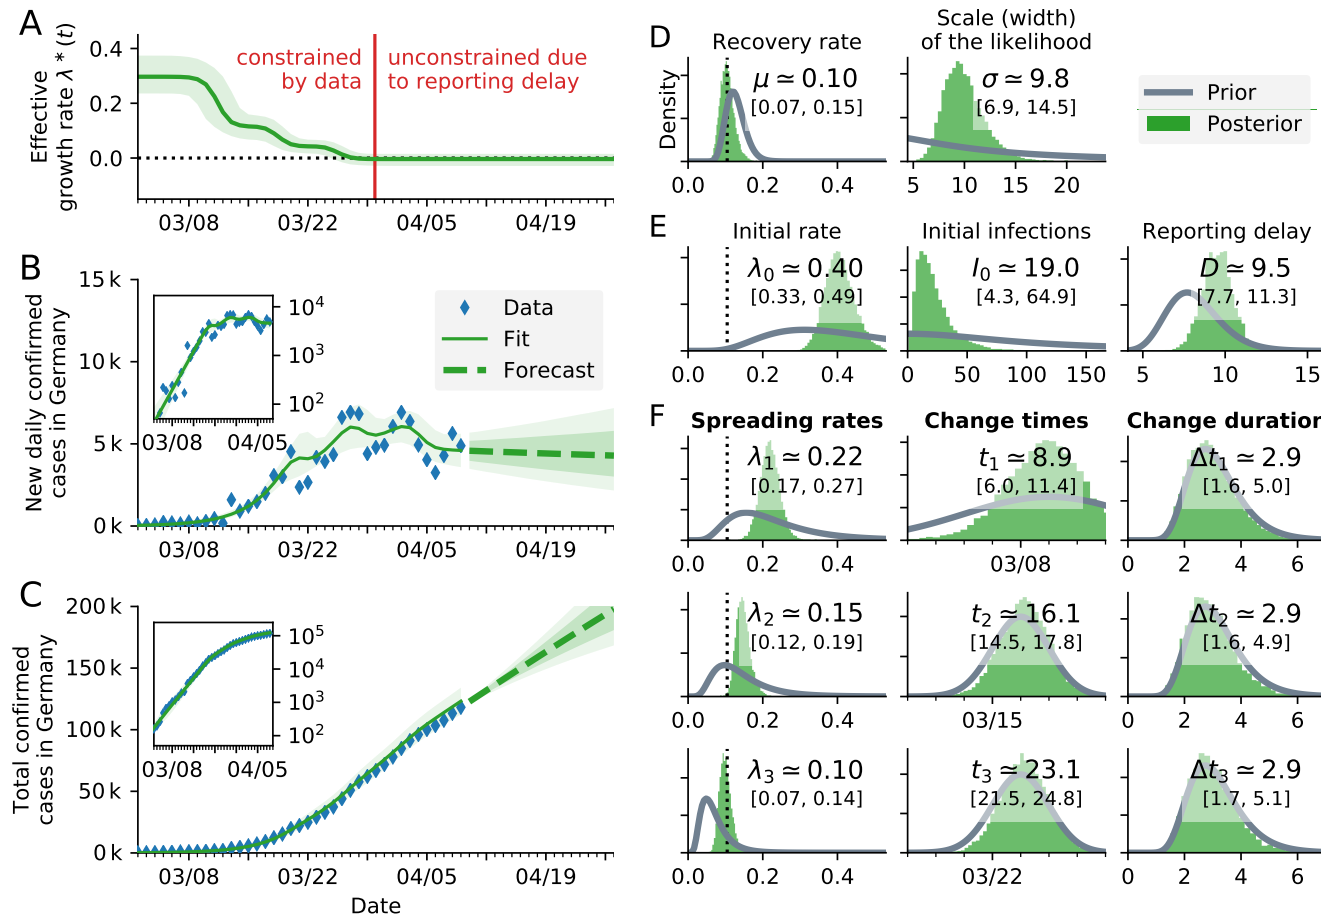 A
Effective
growth rate λ * (t)
0.4
0.2
0.0
constrained
by data
unconstrained due
to reporting delay
03/08
03/22
04/05
04/19
B
New daily confirmed
cases in Germany
15 k
10 k
5 k
0 k
10⁴
10³
10²
03/08
04/05
Data
Fit
Forecast
03/08
03/22
04/05
04/19
C
Total confirmed
cases in Germany
200 k
150 k
100 k
50 k
0 k
10⁵
10⁴
10³
10²
03/08
04/05
03/08
03/22
04/05
04/19
Date
D
Density
Recovery rate
μ ≃ 0.10
[0.07, 0.15]
0.0
0.2
0.4
Scale (width)
of the likelihood
σ ≃ 9.8
[6.9, 14.5]
5
10
15
20
Prior
Posterior
E
Initial rate
λ₀ ≃ 0.40
[0.33, 0.49]
0.0
0.2
0.4
Initial infections
I₀ ≃ 19.0
[4.3, 64.9]
0
50
100
150
Reporting delay
D ≃ 9.5
[7.7, 11.3]
5
10
15
F
Spreading rates
λ₁ ≃ 0.22
[0.17, 0.27]
0.0
0.2
0.4
Change times
t₁ ≃ 8.9
[6.0, 11.4]
03/08
Change duration
Δt₁ ≃ 2.9
[1.6, 5.0]
0
2
4
6
λ₂ ≃ 0.15
[0.12, 0.19]
0.0
0.2
0.4
t₂ ≃ 16.1
[14.5, 17.8]
03/15
Δt₂ ≃ 2.9
[1.6, 4.9]
0
2
4
6
λ₃ ≃ 0.10
[0.07, 0.14]
0.0
0.2
0.4
t₃ ≃ 23.1
[21.5, 24.8]
03/22
Δt₃ ≃ 2.9
[1.7, 5.1]
0
2
4
6